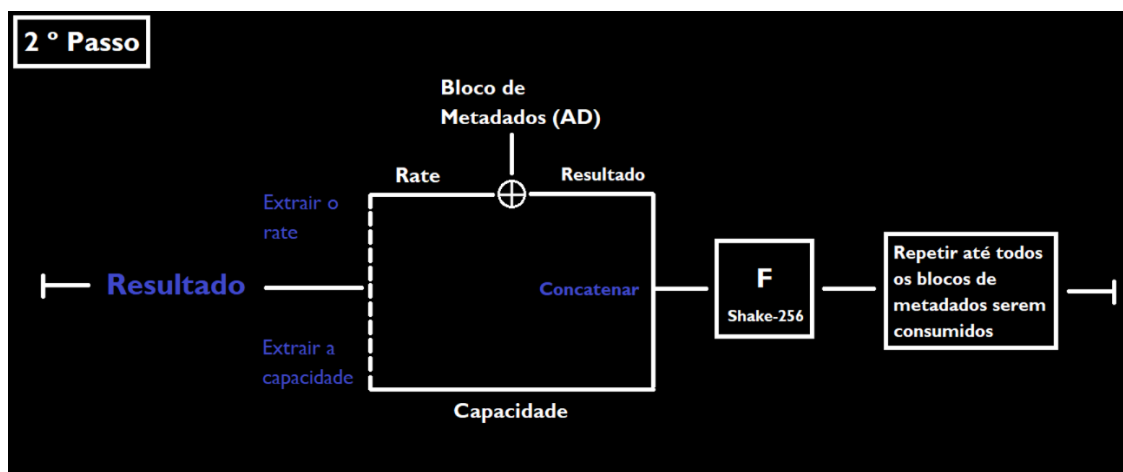 2 º Passo
Bloco de
Metadados (AD)
Rate
Resultado
Extrair o
rate
Resultado
Concatenar
F
Shake-256
Repetir até todos
os blocos de
metadados serem
consumidos
Extrair a
capacidade
Capacidade